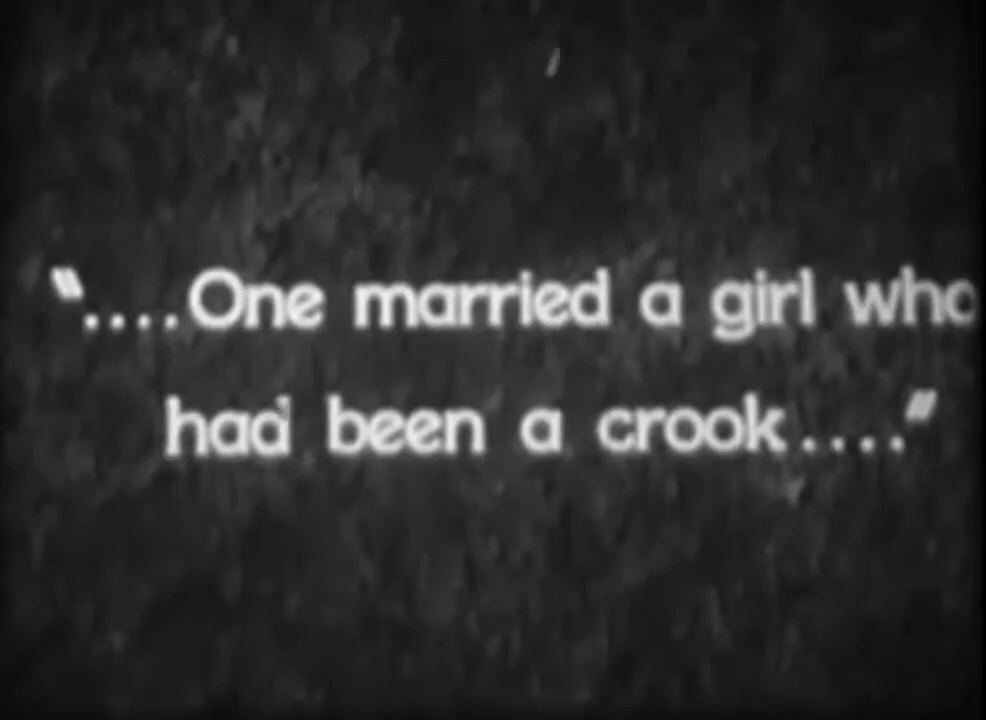 "....One married a girl who
had been a crook...."